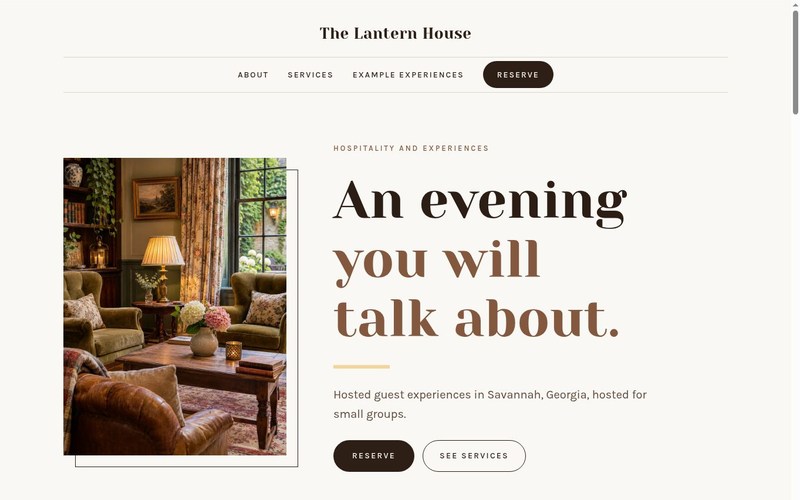 The Lantern House
ABOUT
SERVICES
EXAMPLE EXPERIENCES
RESERVE
HOSPITALITY AND EXPERIENCES
An evening
you will
talk about.
Hosted guest experiences in Savannah, Georgia, hosted for
small groups.
RESERVE
SEE SERVICES